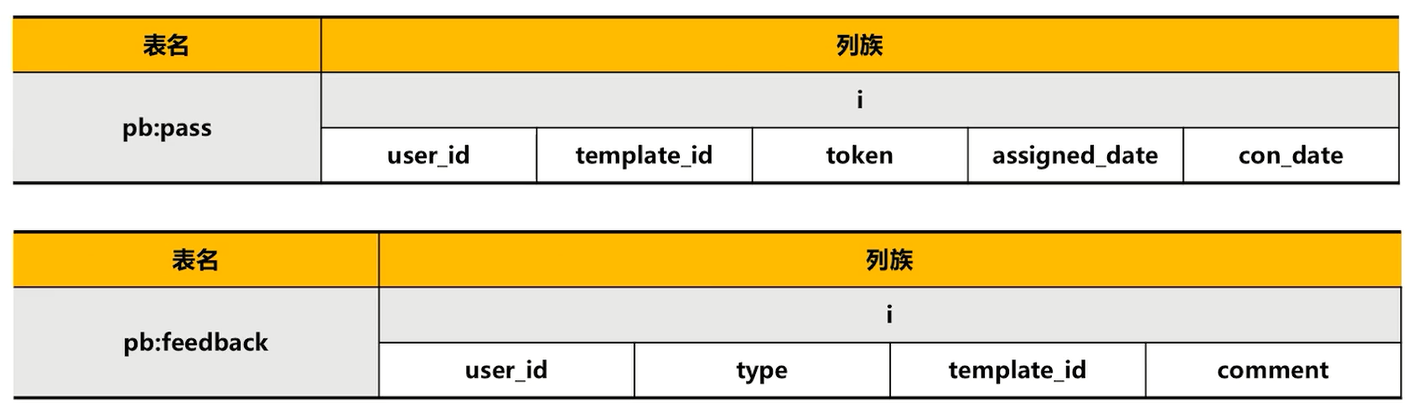 表名 列族
pb:pass
i
user_id template_id token assigned_date con_date
表名 列族
pb:feedback
i
user_id type template_id comment